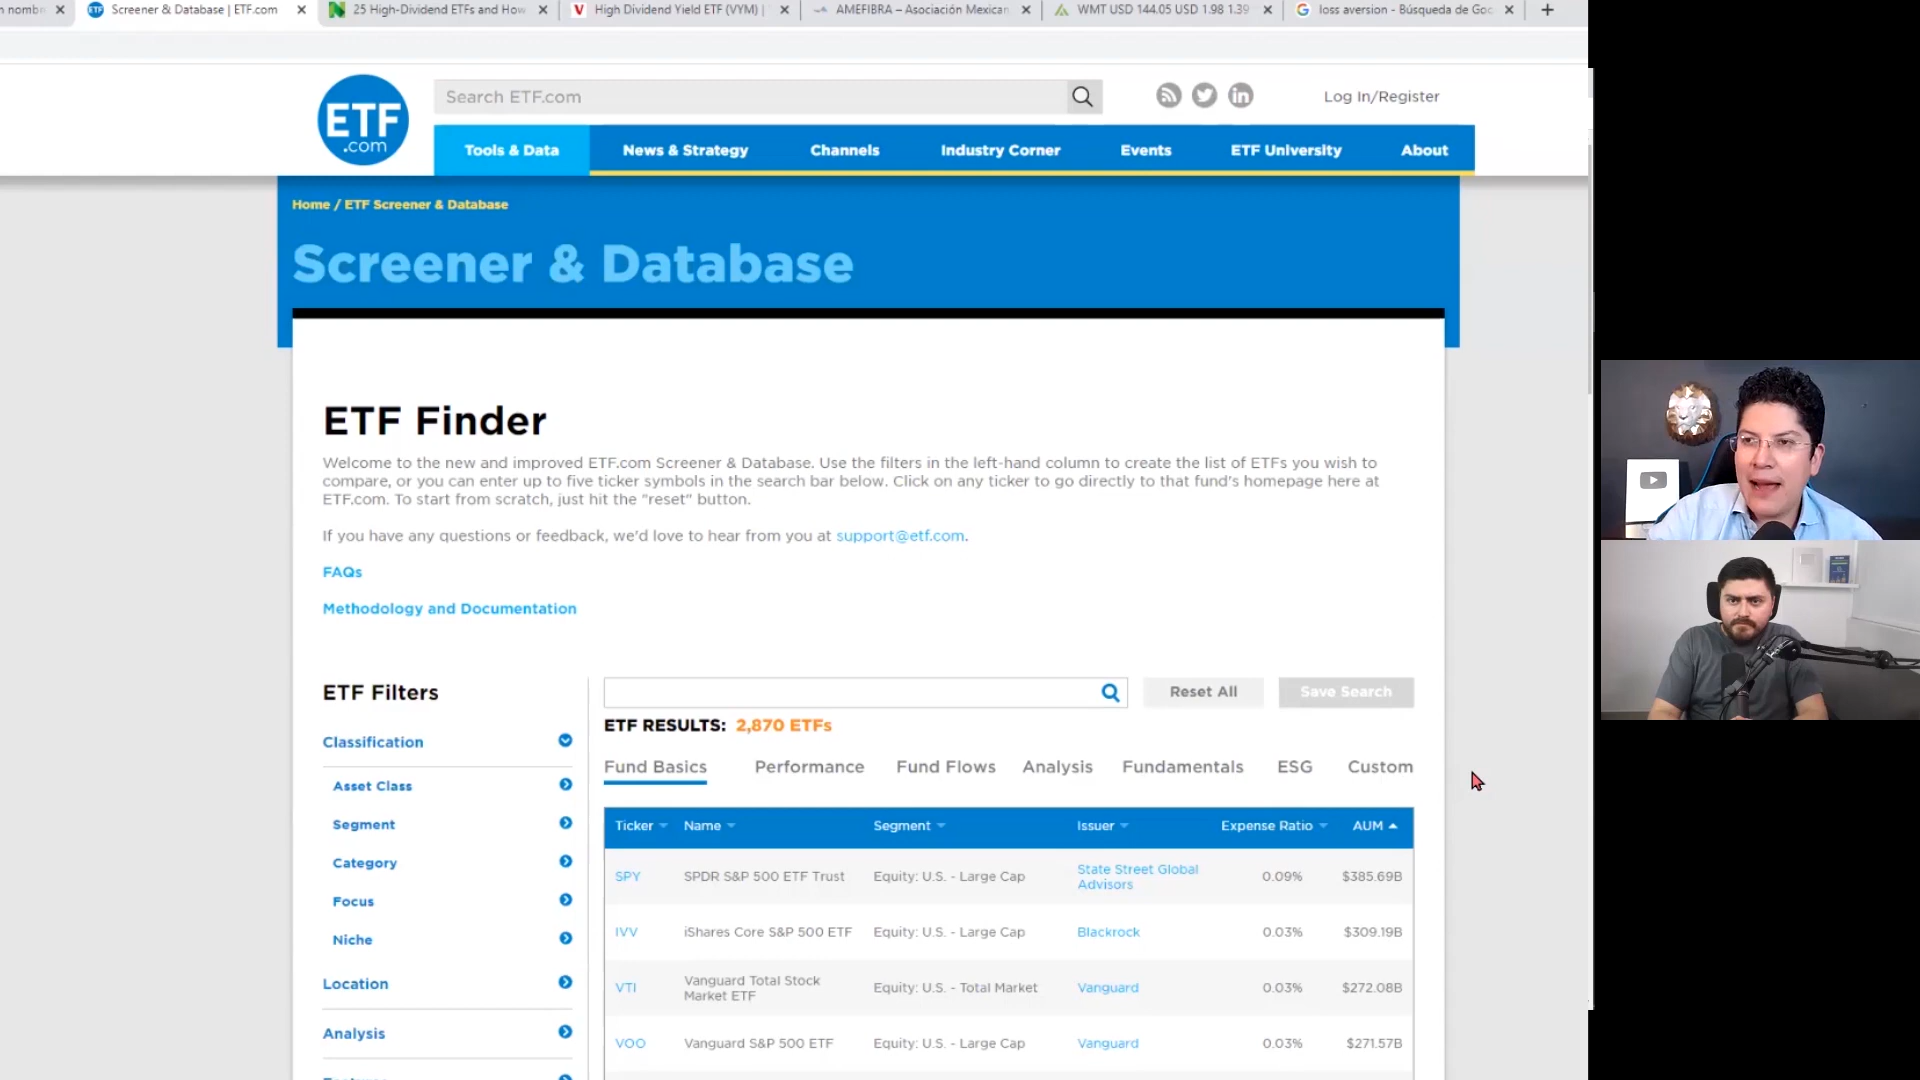 n nomb
Screener & Database | ETF.com
25 High-Dividend ETFs and How
High Dividend Yield ETF (VYM) |
AMEFIBRA – Asociación Mexican
WMT USD 144.05 USD 1.98 1.39
loss aversion - Búsqueda de Goo
ETF
.com
Search ETF.com
Log In/Register
Tools & Data
News & Strategy
Channels
Industry Corner
Events
ETF University
About
Home / ETF Screener & Database
Screener & Database
ETF Finder
Welcome to the new and improved ETF.com Screener & Database. Use the filters in the left-hand column to create the list of ETFs you wish to
compare, or you can enter up to five ticker symbols in the search bar below. Click on any ticker to go directly to that fund's homepage here at
ETF.com. To start from scratch, just hit the "reset" button.
If you have any questions or feedback, we'd love to hear from you at support@etf.com.
FAQs
Methodology and Documentation
ETF Filters
Classification
Asset Class
Segment
Category
Focus
Niche
Location
Analysis
Reset All
Save Search
ETF RESULTS: 2,870 ETFs
Fund Basics
Performance
Fund Flows
Analysis
Fundamentals
ESG
Custom
Ticker Name Segment Issuer Expense Ratio AUM
SPY SPDR S&P 500 ETF Trust Equity: U.S. - Large Cap State Street Global
Advisors 0.09% $385.69B
IVV iShares Core S&P 500 ETF Equity: U.S. - Large Cap Blackrock 0.03% $309.19B
VTI Vanguard Total Stock
Market ETF Equity: U.S. - Total Market Vanguard 0.03% $272.08B
VOO Vanguard S&P 500 ETF Equity: U.S. - Large Cap Vanguard 0.03% $271.57B